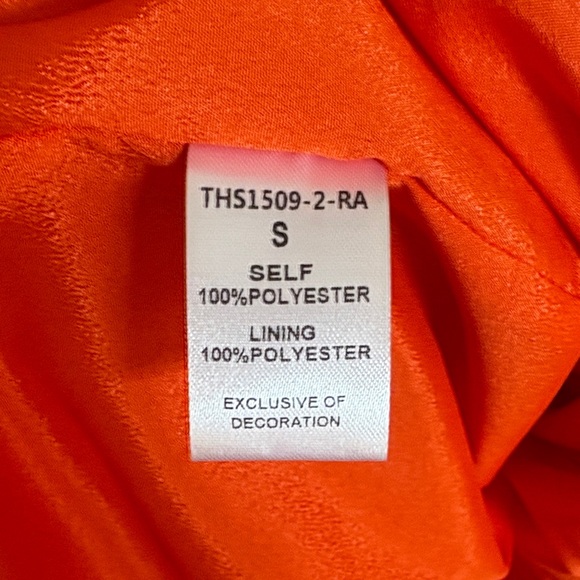 THS1509-2-RA
S
SELF
100%POLYESTER
LINING
100%POLYESTER
EXCLUSIVE OF
DECORATION